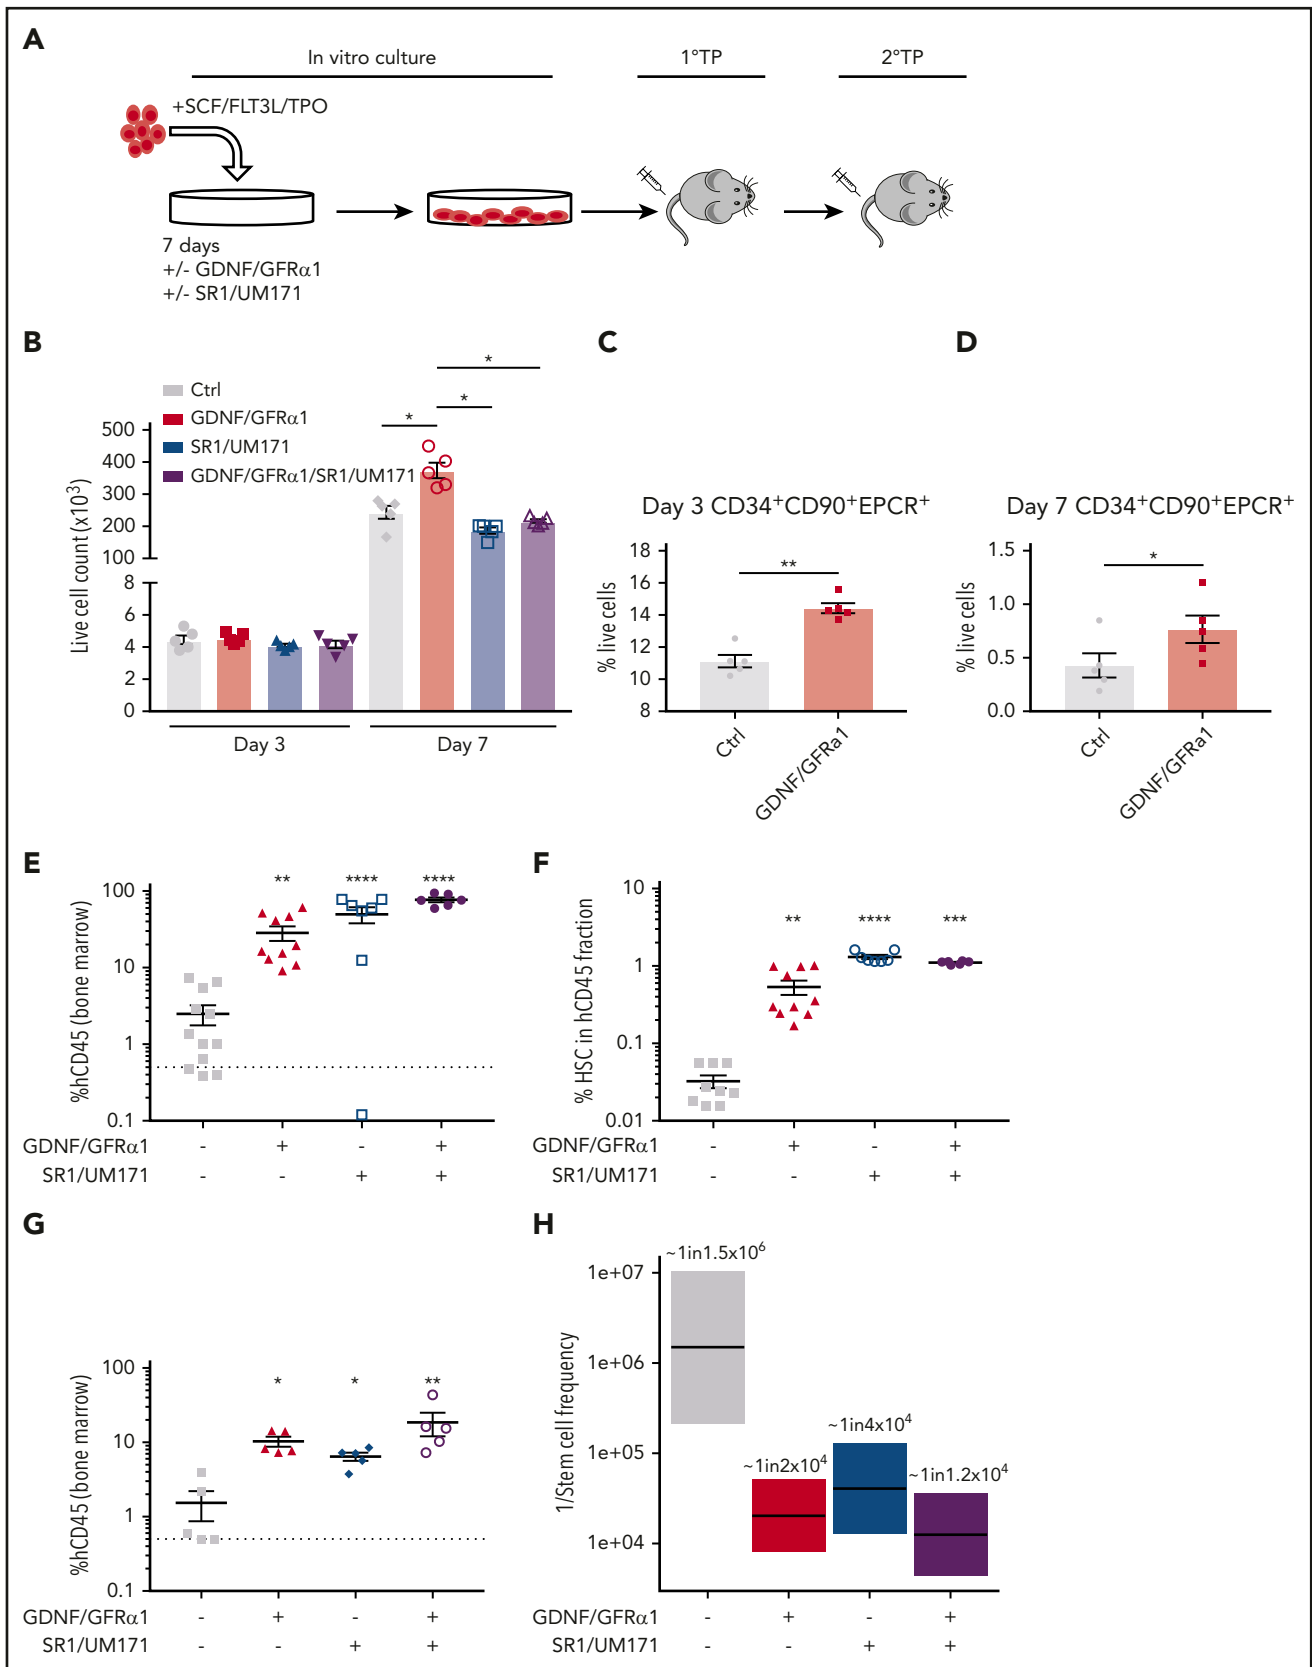 A
In vitro culture
1°TP
2°TP
+SCF/FLT3L/TPO
7 days
+/- GDNF/GFRα1
+/- SR1/UM171
B
Ctrl
GDNF/GFRα1
SR1/UM171
GDNF/GFRα1/SR1/UM171
Live cell count (x10³)
500
400
300
200
100
8
6
4
2
0
*
*
*
Day 3
Day 7
C
Day 3 CD34⁺CD90⁺EPCR⁺
% live cells
18
16
14
12
10
8
**
Ctrl
GDNF/GFRa1
D
Day 7 CD34⁺CD90⁺EPCR⁺
% live cells
1.5
1.0
0.5
0.0
*
Ctrl
GDNF/GFRa1
E
%hCD45 (bone marrow)
100
10
1
0.1
** **** ****
GDNF/GFRα1 - + - +
SR1/UM171 - - + +
F
% HSC in hCD45 fraction
10
1
0.1
0.01
** **** ***
GDNF/GFRα1 - + - +
SR1/UM171 - - + +
G
%hCD45 (bone marrow)
100
10
1
0.1
* * **
GDNF/GFRα1 - + - +
SR1/UM171 - - + +
H
1/Stem cell frequency
1e+07
1e+06
1e+05
1e+04
~1in1.5x10⁶
~1in2x10⁴
~1in4x10⁴
~1in1.2x10⁴
GDNF/GFRα1 - + - +
SR1/UM171 - - + +